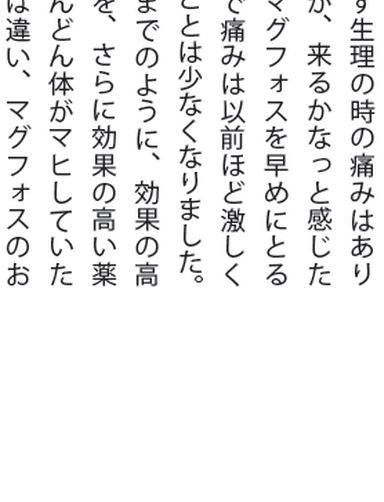 す生理の時の痛みはあり
が、来るかなっと感じた
マグフォスを早めにとる
で痛みは以前ほど激しく
ことは少なくなりました。
までのように、効果の高
を、さらに効果の高い薬
んどん体がマヒしていた
は違い、マグフォスのお